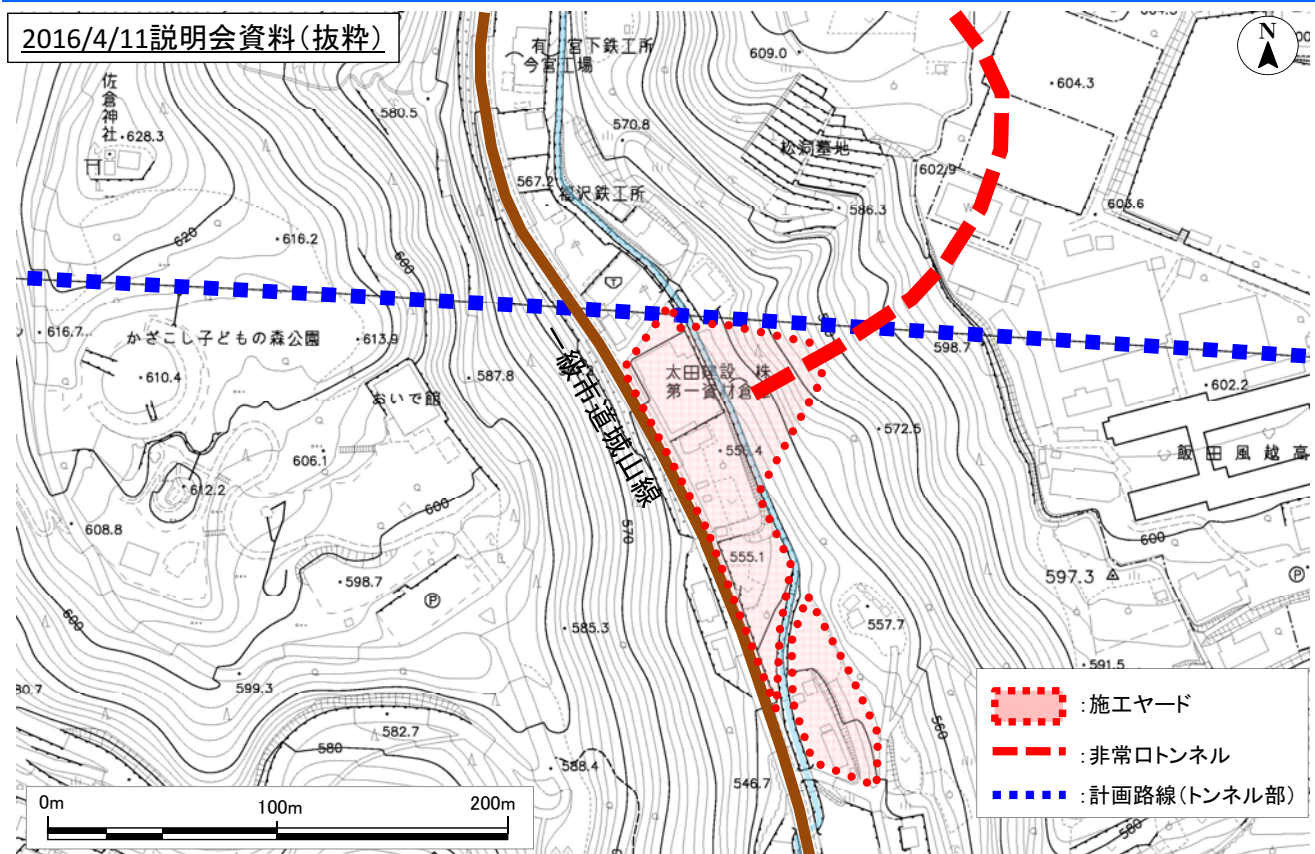 2016/4/11説明会資料(抜粋)
N
有 宮下鉄工所
今宮工場
609.0
604.3
佐倉神社
628.3
580.5
570.8
松洞墓地
567.2
福沢鉄工所
602.9
603.6
586.3
616.2
620
600
616.7
かざこし子どもの森公園
613.9
598.7
610.4
587.8
太田建設 株
第一資材倉庫
602.2
おいで館
一級市道城山線
572.5
飯田風越高
606.1
612.2
608.8
600
570
600
555.1
597.3
P
598.7
P
557.7
585.3
600
591.5
599.3
560
582.7
580
588.4
546.7
580
:施工ヤード
:非常口トンネル
:計画路線(トンネル部)
0m
100m
200m